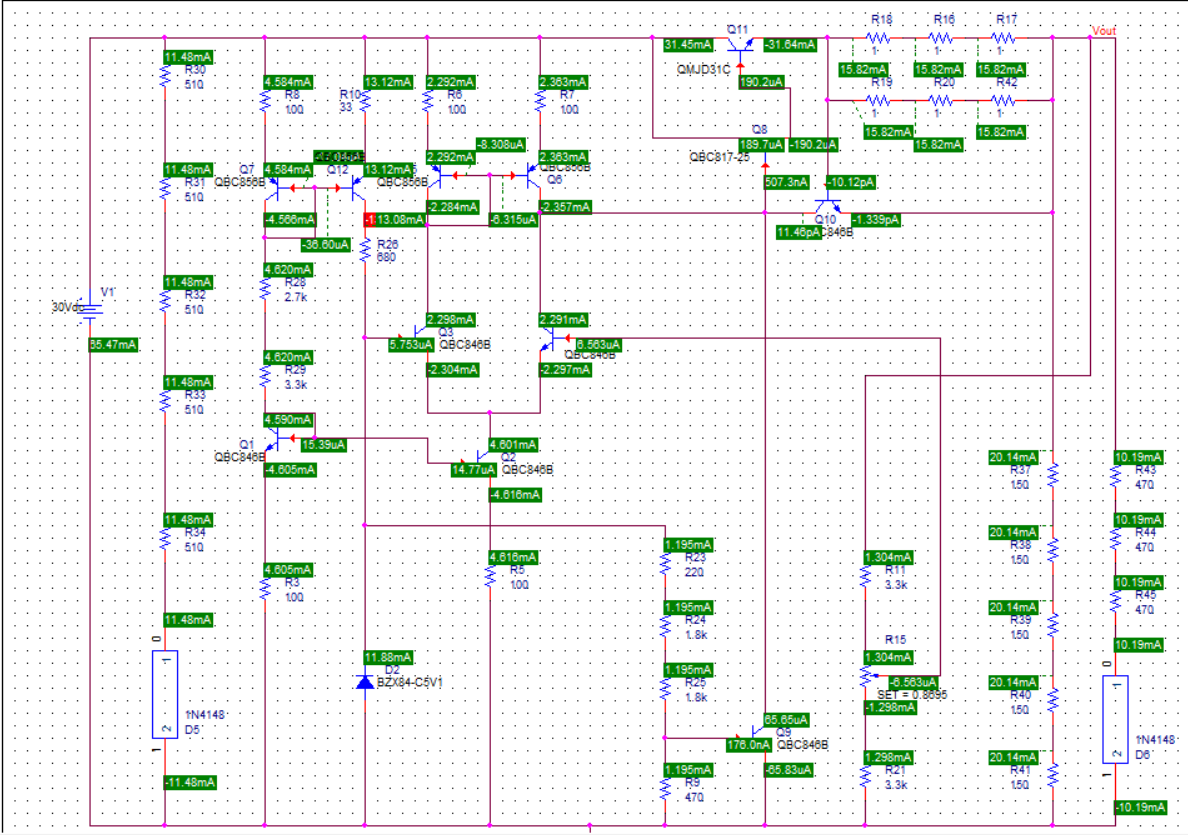 R18
R16
R17
Vout
Q11
31.45mA
-31.64mA
1
1
1
11.48mA
R30
510
4.584mA
R8
100
13.12mA
R10
33
2.292mA
R6
100
2.363mA
R7
100
QMJD31C
190.2uA
15.82mA
15.82mA
15.82mA
R19
R20
R42
1
1
1
15.82mA
15.82mA
15.82mA
Q8
189.7uA
-190.2uA
QBC817-25
507.3nA
-10.12pA
Q10
11.46pA
-1.339pA
-8.308uA
11.48mA
R31
510
Q7
QBC856B
4.584mA
Q12
13.12mA
QBC856B
2.292mA
2.363mA
QBC856B
Q6
-4.566mA
13.08mA
-2.284mA
-6.315uA
-2.357mA
-36.60uA
R26
680
4.620mA
R28
2.7k
11.48mA
R32
510
V1
30Vdc
35.47mA
2.298mA
Q3
5.753uA
QBC846B
-2.304mA
2.291mA
6.563uA
QBC846B
-2.297mA
4.620mA
R29
3.3k
11.48mA
R33
510
4.590mA
Q1
QBC846B
15.39uA
-4.605mA
4.601mA
Q2
14.77uA
QBC846B
-4.616mA
20.14mA
R37
150
10.19mA
R43
470
11.48mA
R34
510
4.605mA
R3
100
4.616mA
R5
100
1.195mA
R23
220
1.304mA
R11
3.3k
20.14mA
R38
150
10.19mA
R44
470
11.48mA
1.195mA
R24
1.8k
20.14mA
R39
150
10.19mA
R45
470
0
1
2
1
1N4148
D5
-11.48mA
11.88mA
D2
BZX84-C5V1
1.195mA
R25
1.8k
R15
1.304mA
-6.563uA
SET = 0.8695
-1.298mA
20.14mA
R40
150
10.19mA
0
1
2
1
1N4148
D6
-10.19mA
65.65uA
Q9
176.0nA
QBC846B
-65.83uA
1.195mA
R9
470
1.298mA
R21
3.3k
20.14mA
R41
150